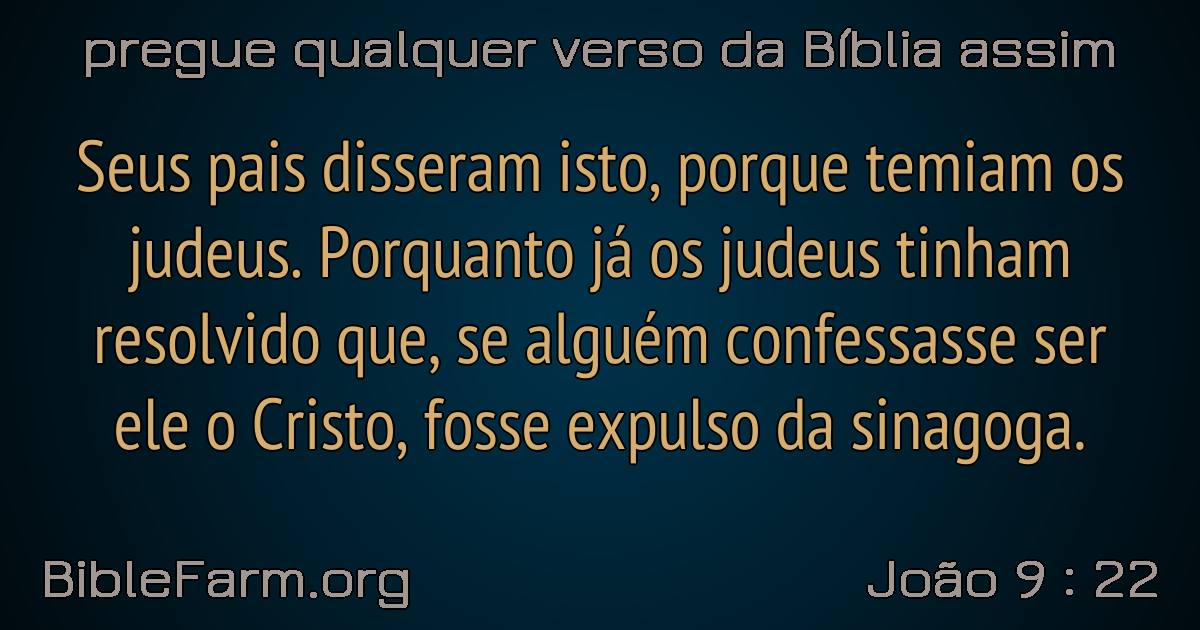 pregue qualquer verso da Bíblia assim
Seus pais disseram isto, porque temiam os
judeus. Porquanto já os judeus tinham
resolvido que, se alguém confessasse ser
ele o Cristo, fosse expulso da sinagoga.
BibleFarm.org
João 9 : 22